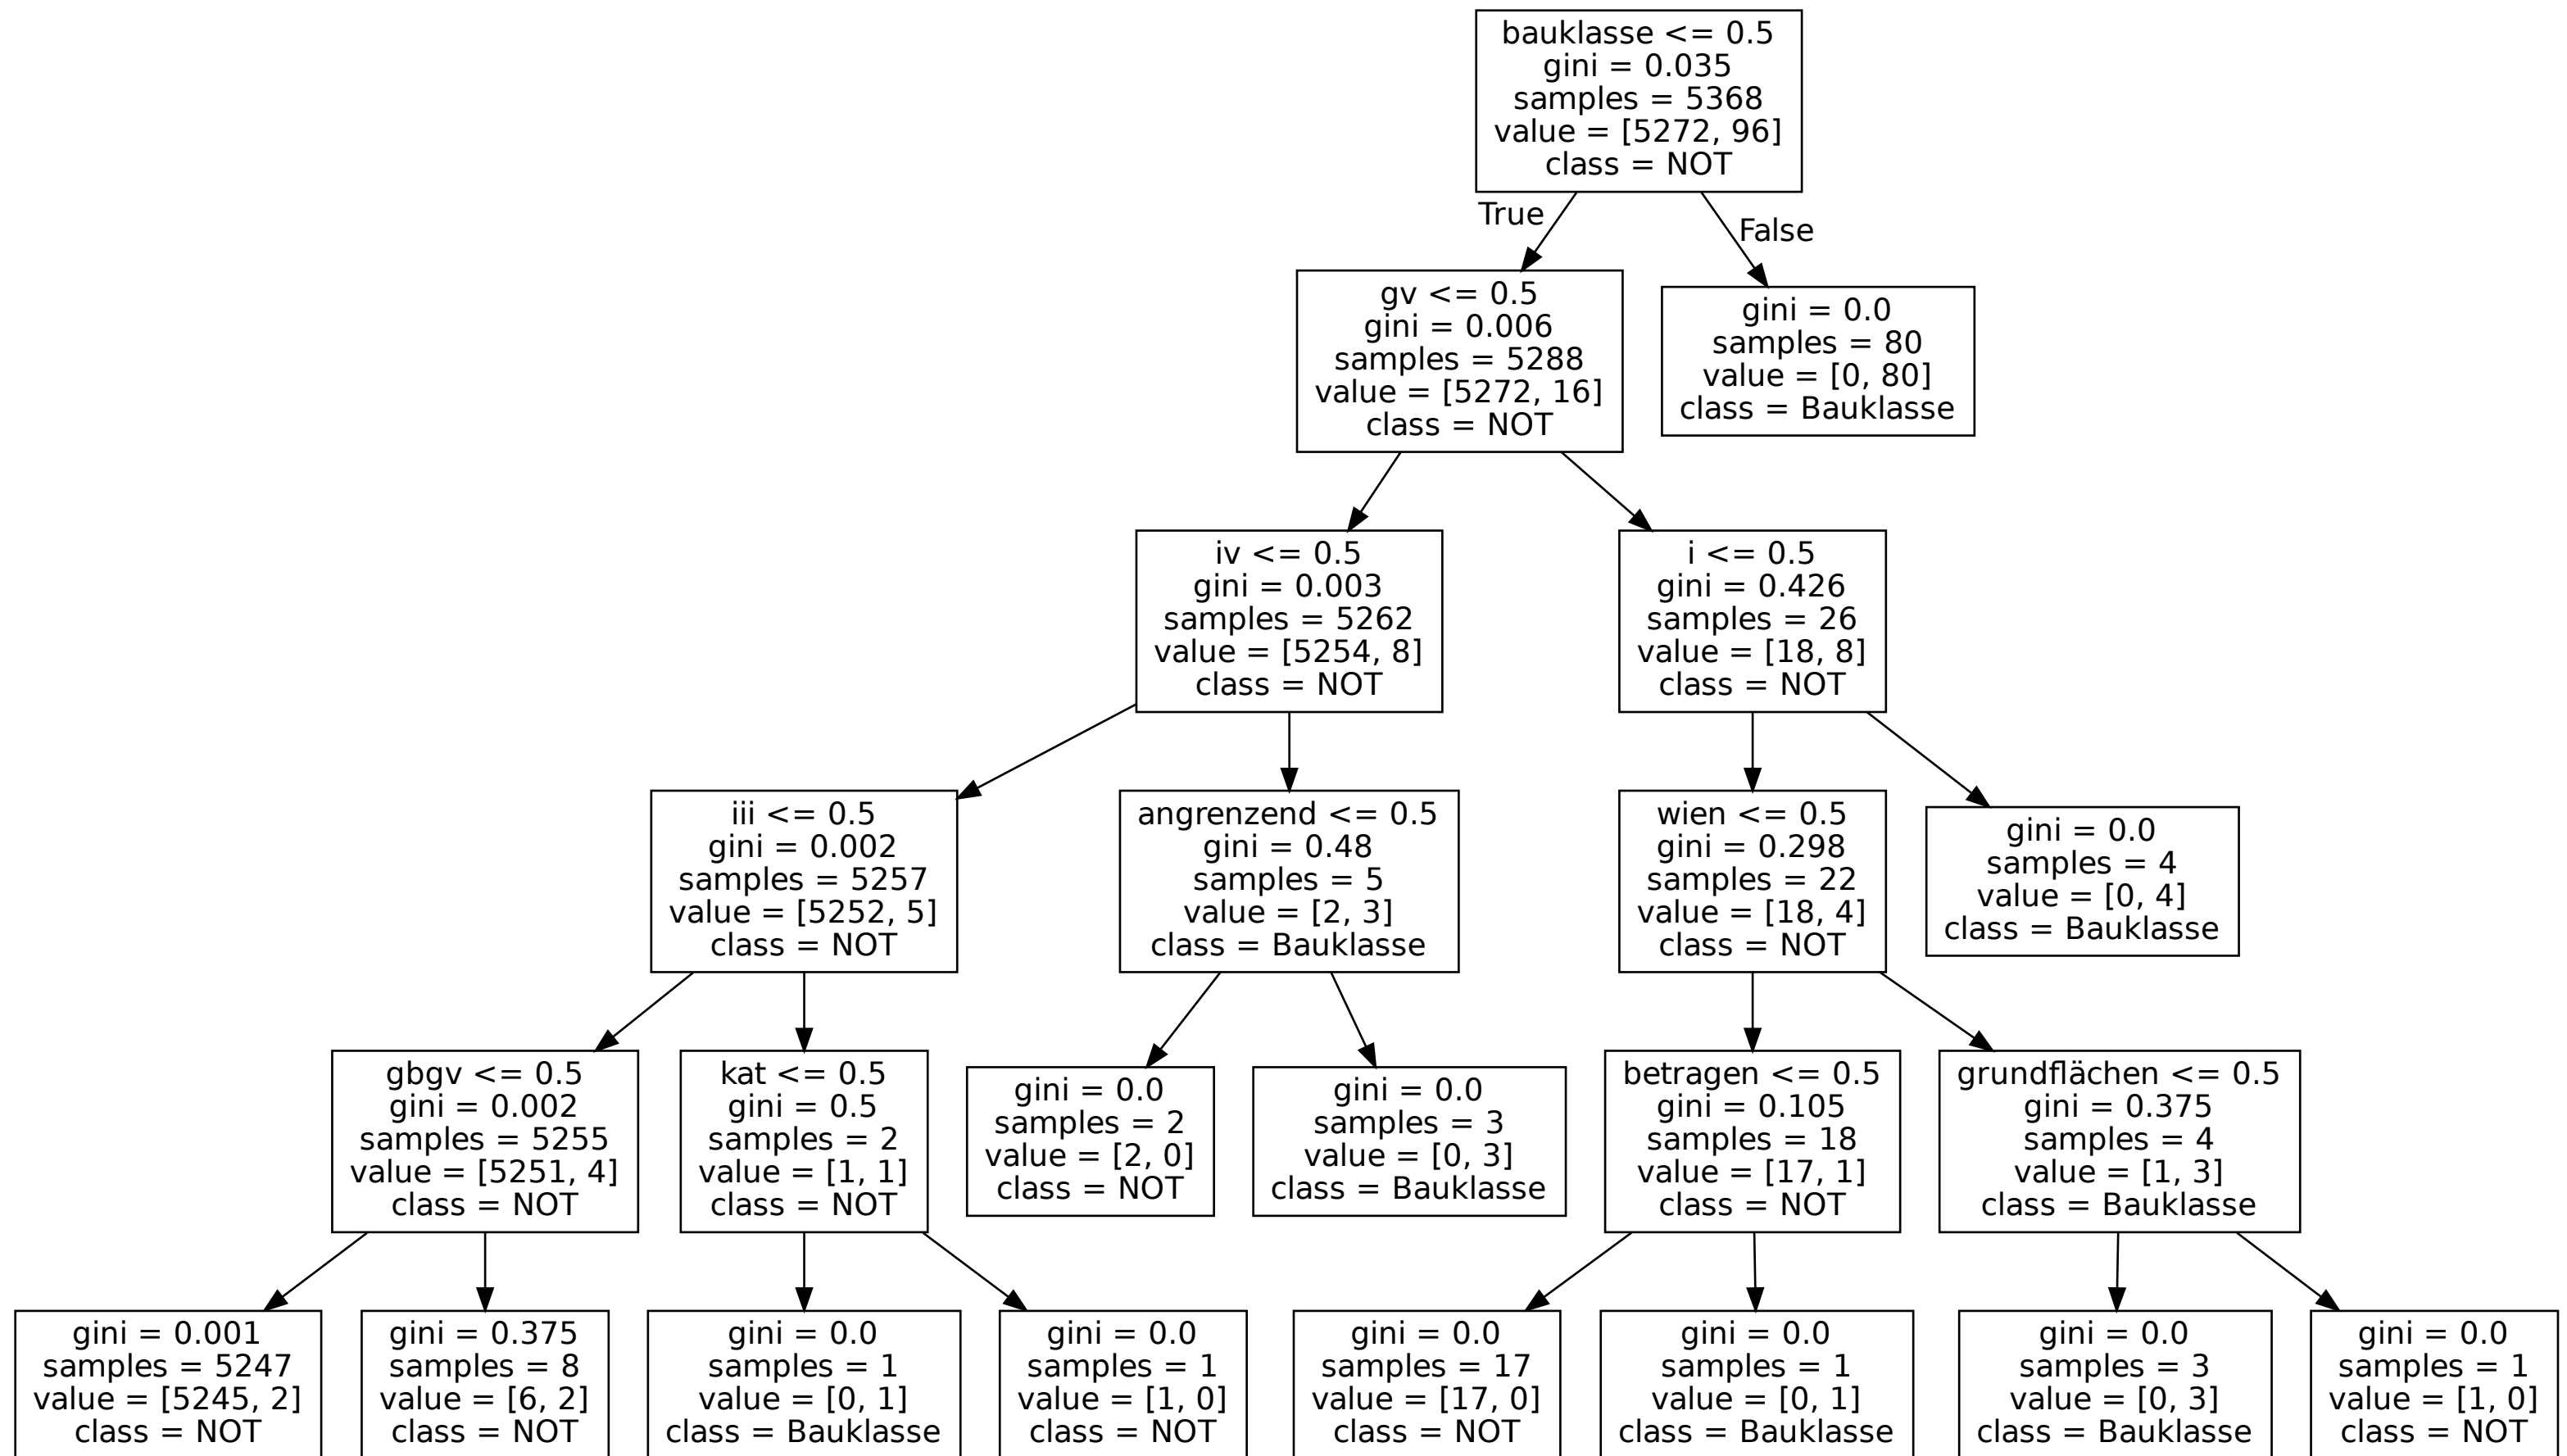 bauklasse <= 0.5
gini = 0.035
samples = 5368
value = [5272, 96]
class = NOT
True
False
gv <= 0.5
gini = 0.006
samples = 5288
value = [5272, 16]
class = NOT
gini = 0.0
samples = 80
value = [0, 80]
class = Bauklasse
iv <= 0.5
gini = 0.003
samples = 5262
value = [5254, 8]
class = NOT
i <= 0.5
gini = 0.426
samples = 26
value = [18, 8]
class = NOT
iii <= 0.5
gini = 0.002
samples = 5257
value = [5252, 5]
class = NOT
angrenzend <= 0.5
gini = 0.48
samples = 5
value = [2, 3]
class = Bauklasse
wien <= 0.5
gini = 0.298
samples = 22
value = [18, 4]
class = NOT
gini = 0.0
samples = 4
value = [0, 4]
class = Bauklasse
gbgv <= 0.5
gini = 0.002
samples = 5255
value = [5251, 4]
class = NOT
kat <= 0.5
gini = 0.5
samples = 2
value = [1, 1]
class = NOT
gini = 0.0
samples = 2
value = [2, 0]
class = NOT
gini = 0.0
samples = 3
value = [0, 3]
class = Bauklasse
betragen <= 0.5
gini = 0.105
samples = 18
value = [17, 1]
class = NOT
grundflächen <= 0.5
gini = 0.375
samples = 4
value = [1, 3]
class = Bauklasse
gini = 0.001
samples = 5247
value = [5245, 2]
class = NOT
gini = 0.375
samples = 8
value = [6, 2]
class = NOT
gini = 0.0
samples = 1
value = [0, 1]
class = Bauklasse
gini = 0.0
samples = 1
value = [1, 0]
class = NOT
gini = 0.0
samples = 17
value = [17, 0]
class = NOT
gini = 0.0
samples = 1
value = [0, 1]
class = Bauklasse
gini = 0.0
samples = 3
value = [0, 3]
class = Bauklasse
gini = 0.0
samples = 1
value = [1, 0]
class = NOT